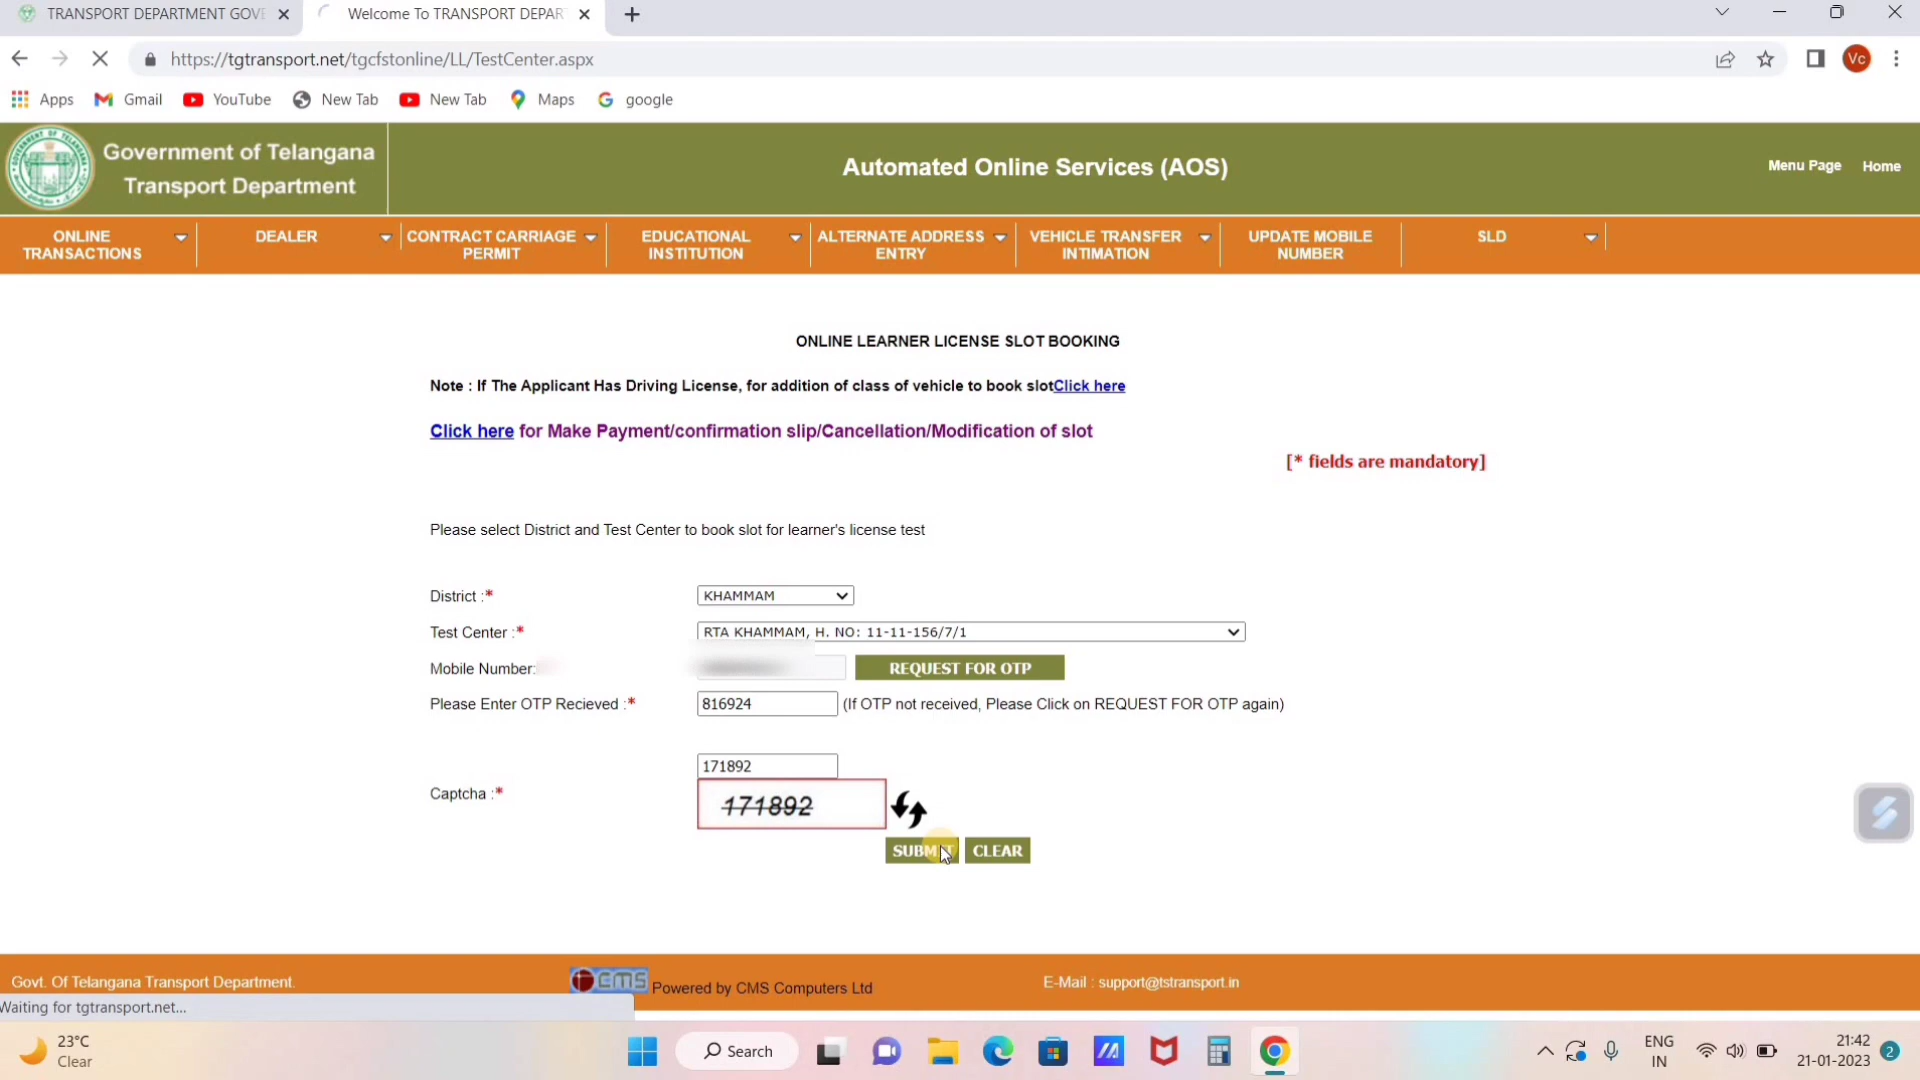 TRANSPORT DEPARTMENT GOVE
Welcome To TRANSPORT DEPAR
https://tgtransport.net/tgcfstonline/LL/TestCenter.aspx
Vc
Apps Gmail YouTube New Tab New Tab Maps google
Government of Telangana
Transport Department
Automated Online Services (AOS)
Menu Page Home
ONLINE TRANSACTIONS
DEALER
CONTRACT CARRIAGE PERMIT
EDUCATIONAL INSTITUTION
ALTERNATE ADDRESS ENTRY
VEHICLE TRANSFER INTIMATION
UPDATE MOBILE NUMBER
SLD
ONLINE LEARNER LICENSE SLOT BOOKING
Note : If The Applicant Has Driving License, for addition of class of vehicle to book slotClick here
Click here for Make Payment/confirmation slip/Cancellation/Modification of slot
[* fields are mandatory]
Please select District and Test Center to book slot for learner's license test
District :* KHAMMAM
Test Center :* RTA KHAMMAM, H. NO: 11-11-156/7/1
Mobile Number: REQUEST FOR OTP
Please Enter OTP Recieved :* 816924 (If OTP not received, Please Click on REQUEST FOR OTP again)
171892
Captcha :* 171892
SUBMIT CLEAR
Govt. Of Telangana Transport Department.
CMS Powered by CMS Computers Ltd
E-Mail : support@tstransport.in
Waiting for tgtransport.net...
23°C
Clear
Search
ENG
IN
21:42
21-01-2023
2